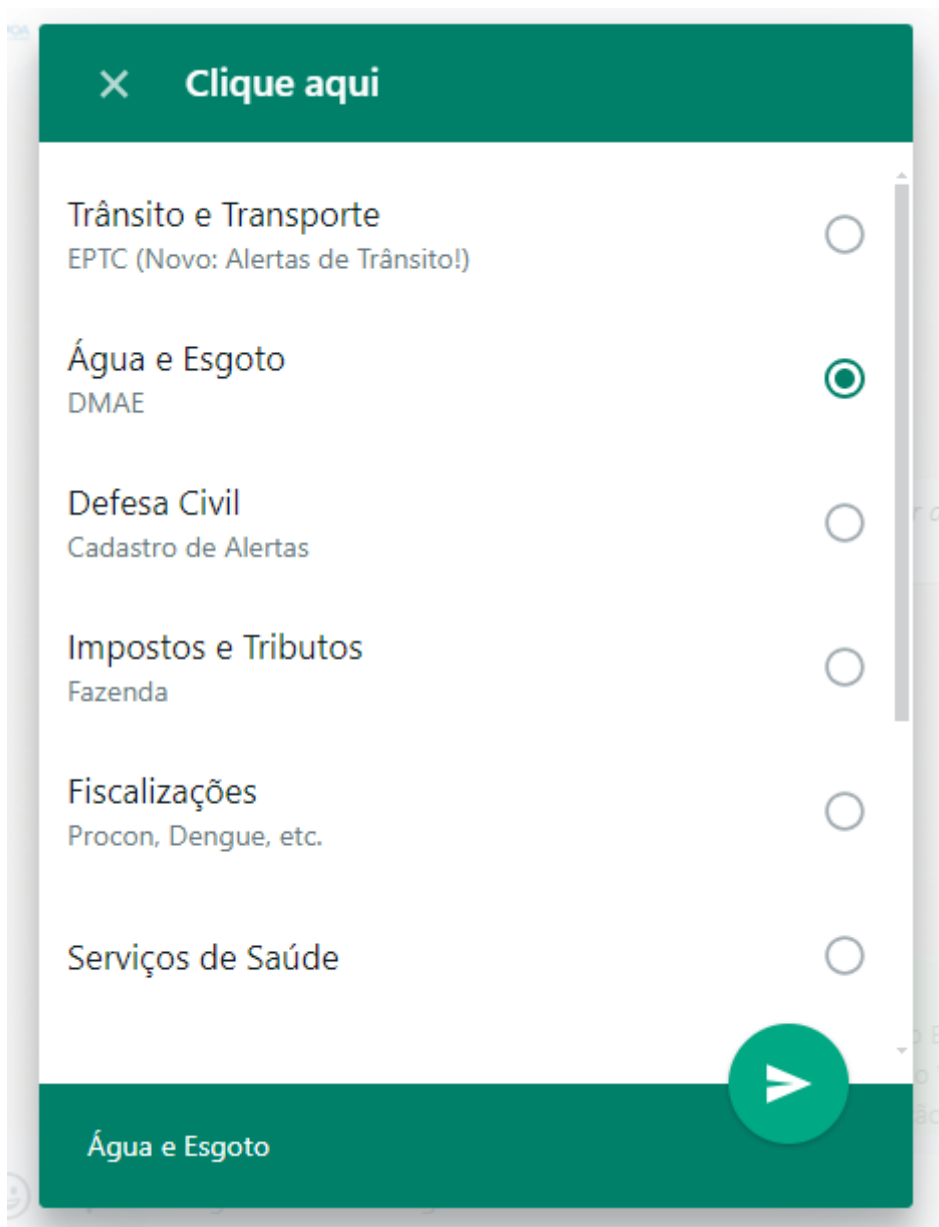 Clique aqui
Trânsito e Transporte
EPTC (Novo: Alertas de Trânsito!)
Água e Esgoto
DMAE
Defesa Civil
Cadastro de Alertas
Impostos e Tributos
Fazenda
Fiscalizações
Procon, Dengue, etc.
Serviços de Saúde
Água e Esgoto